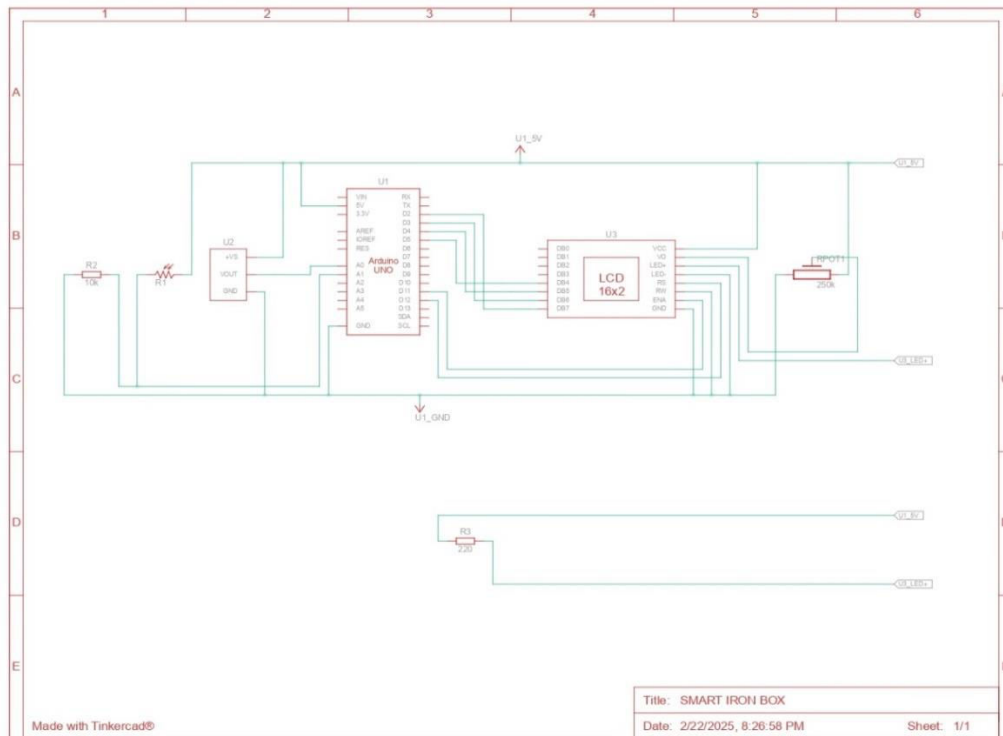 1 2 3 4 5 6
A
U1_5V
U1_5V
U1
VIN RX
5V TX
3.3V D2
D3
AREF D4
IOREF D5
RES D6
D7
A0 D8
A1 D9
A2 D10
A3 D11
A4 D12
A5 D13
SDA
GND SCL
Arduino
UNO
B
U2
+VS
VOUT
GND
R2
10k
R1
U3
DB0 VCC
DB1 VO
DB2 LED+
DB3 LED-
DB4 RS
DB5 RW
DB6 ENA
DB7 GND
LCD
16x2
RPOT1
250k
C
U3_LED+
U1_GND
D
U1_5V
R3
220
U3_LED+
E
Made with Tinkercad®
Title: SMART IRON BOX
Date: 2/22/2025, 8:26:58 PM Sheet: 1/1